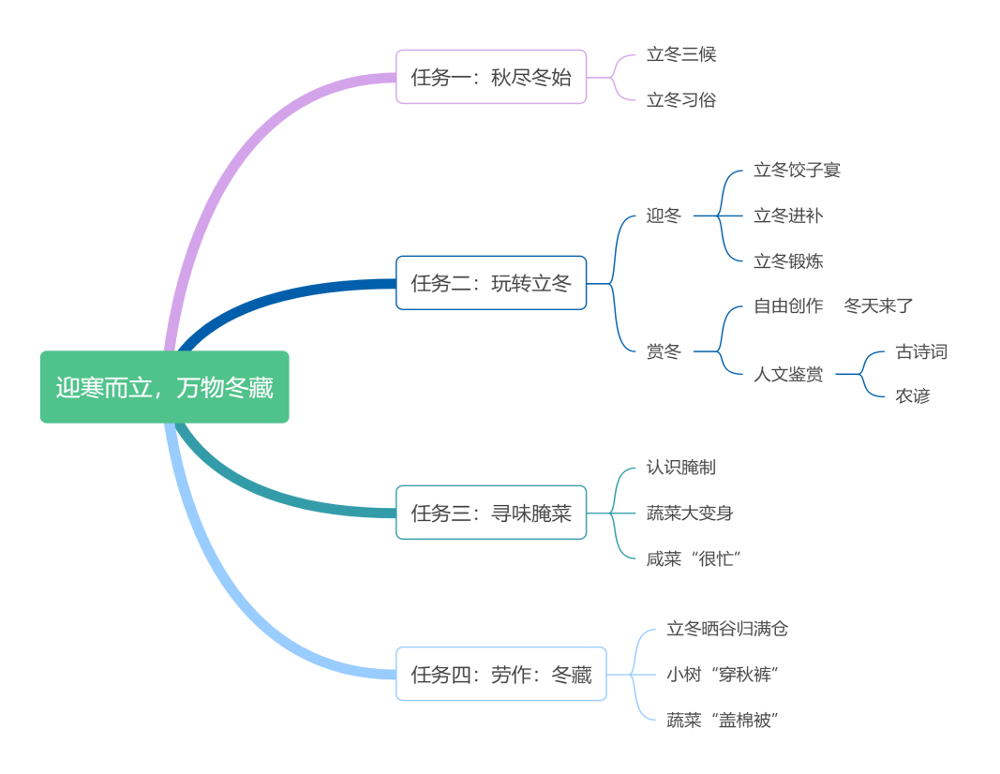 迎寒而立，万物冬藏
任务一：秋尽冬始
立冬三候
立冬习俗
任务二：玩转立冬
迎冬
立冬饺子宴
立冬进补
立冬锻炼
赏冬
自由创作 冬天来了
人文鉴赏
古诗词
农谚
任务三：寻味腌菜
认识腌制
蔬菜大变身
咸菜“很忙”
任务四：劳作：冬藏
立冬晒谷归满仓
小树“穿秋裤”
蔬菜“盖棉被”